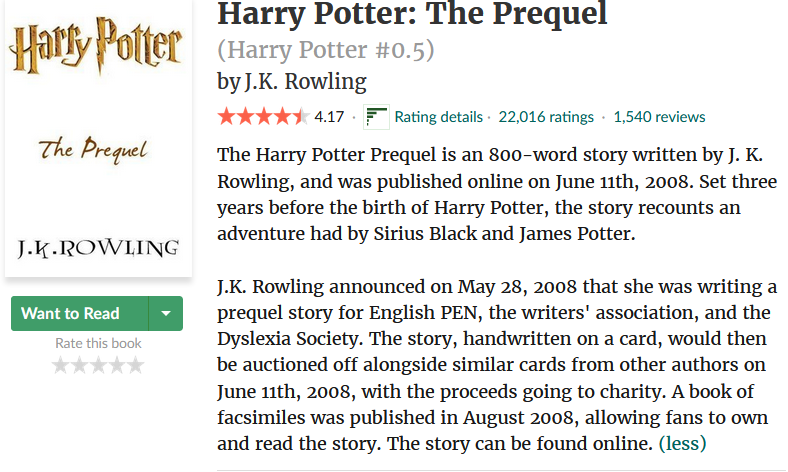 Harry Potter
The Prequel
J.K.ROWLING
Want to Read
Rate this book
Harry Potter: The Prequel
(Harry Potter #0.5)
by J.K. Rowling
4.17 · Rating details · 22,016 ratings · 1,540 reviews
The Harry Potter Prequel is an 800-word story written by J. K.
Rowling, and was published online on June 11th, 2008. Set three
years before the birth of Harry Potter, the story recounts an
adventure had by Sirius Black and James Potter.
J.K. Rowling announced on May 28, 2008 that she was writing a
prequel story for English PEN, the writers' association, and the
Dyslexia Society. The story, handwritten on a card, would then
be auctioned off alongside similar cards from other authors on
June 11th, 2008, with the proceeds going to charity. A book of
facsimiles was published in August 2008, allowing fans to own
and read the story. The story can be found online. (less)